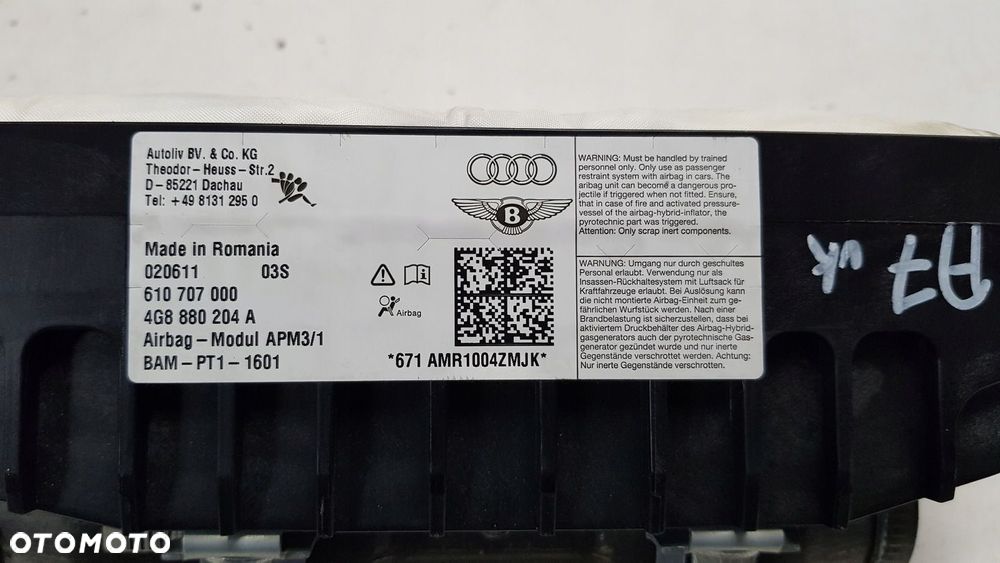 Autoliv BV. & Co. KG
Theodor-Heuss-Str.2
D-85221 Dachau
Tel: +49 8131 295 0
Made in Romania
020611 03S
610 707 000
4G8 880 204 A
Airbag-Modul APM3/1
BAM-PT1-1601
B
Airbag
*671 AMR1004ZMJK*
WARNING: Must be handled by trained
personnel only. Only use as passenger
restraint system with airbag in cars. The
airbag unit can become a dangerous pro-
jectile if triggered when not fitted. Ensure,
that in case of fire and activated pressure-
vessel of the airbag-hybrid-inflator, the
pyrotechnic part was triggered.
Attention: Only scrap inert components.
WARNUNG: Umgang nur durch geschultes
Personal erlaubt. Verwendung nur als
Insassen-Rückhaltesystem mit Luftsack für
Kraftfahrzeuge erlaubt. Bei Auslösung kann
die nicht montierte Airbag-Einheit zum ge-
fährlichen Wurfstück werden. Nach einer
Brandbelastung ist sicherzustellen, dass bei
aktiviertem Druckbehälter des Airbag-Hybrid-
gasgenerators auch der pyrotechnische Gas-
generator gezündet wurde und nur inerte
Gegenstände verschrottet werden. Achtung:
Nur inerte Gegenstände verschrotten.
A7
UK
OTOMOTO